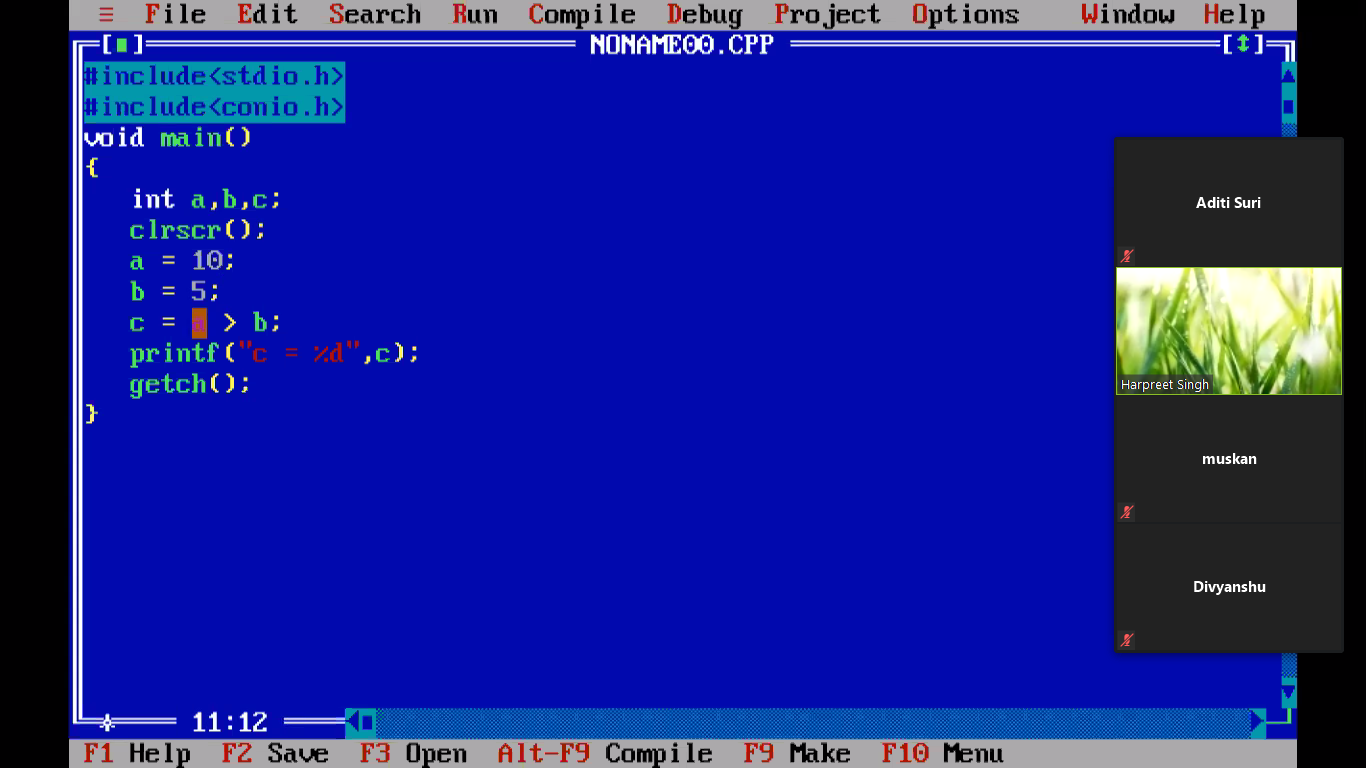 ≡ File Edit Search Run Compile Debug Project Options Window Help
[■] NONAME00.CPP [↕]
#include<stdio.h>
#include<conio.h>
void main()
{
int a,b,c;
clrscr();
a = 10;
b = 5;
c = a > b;
printf("c = %d",c);
getch();
}
11:12
F1 Help F2 Save F3 Open Alt-F9 Compile F9 Make F10 Menu
Aditi Suri
Harpreet Singh
muskan
Divyanshu